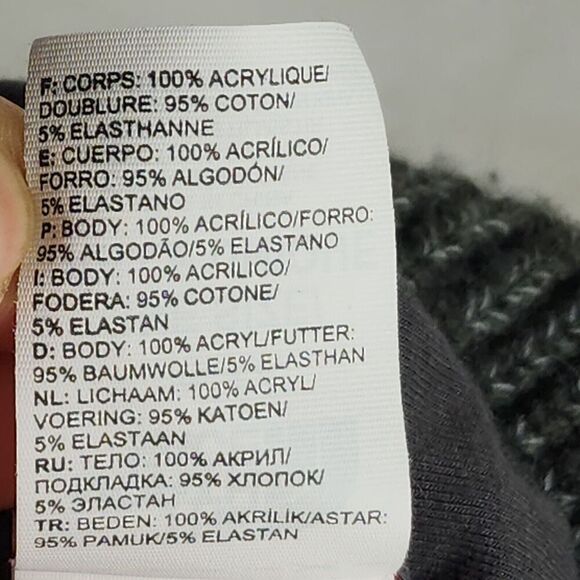 F: CORPS: 100% ACRYLIQUE/
DOUBLURE: 95% COTON/
5% ELASTHANNE
E: CUERPO: 100% ACRÍLICO/
FORRO: 95% ALGODÓN/
5% ELASTANO
P: BODY: 100% ACRÍLICO/FORRO:
95% ALGODÃO/5% ELASTANO
I: BODY: 100% ACRILICO/
FODERA: 95% COTONE/
5% ELASTAN
D: BODY: 100% ACRYL/FUTTER:
95% BAUMWOLLE/5% ELASTHAN
NL: LICHAAM: 100% ACRYL/
VOERING: 95% KATOEN/
5% ELASTAAN
RU: ТЕЛО: 100% АКРИЛ/
ПОДКЛАДКА: 95% ХЛОПОК/
5% ЭЛАСТАН
TR: BEDEN: 100% AKRİLİK/ASTAR:
95% PAMUK/5% ELASTAN